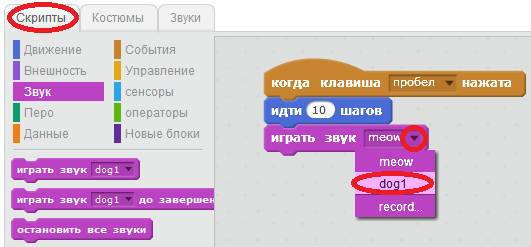 Скрипты Костюмы Звуки
Движение События
Внешность Управление
Звук сенсоры
Перо операторы
Данные Новые блоки
играть звук dog1
играть звук dog1 до завершен
остановить все звуки
когда клавиша пробел нажата
идти 10 шагов
играть звук meow
meow
dog1
record...